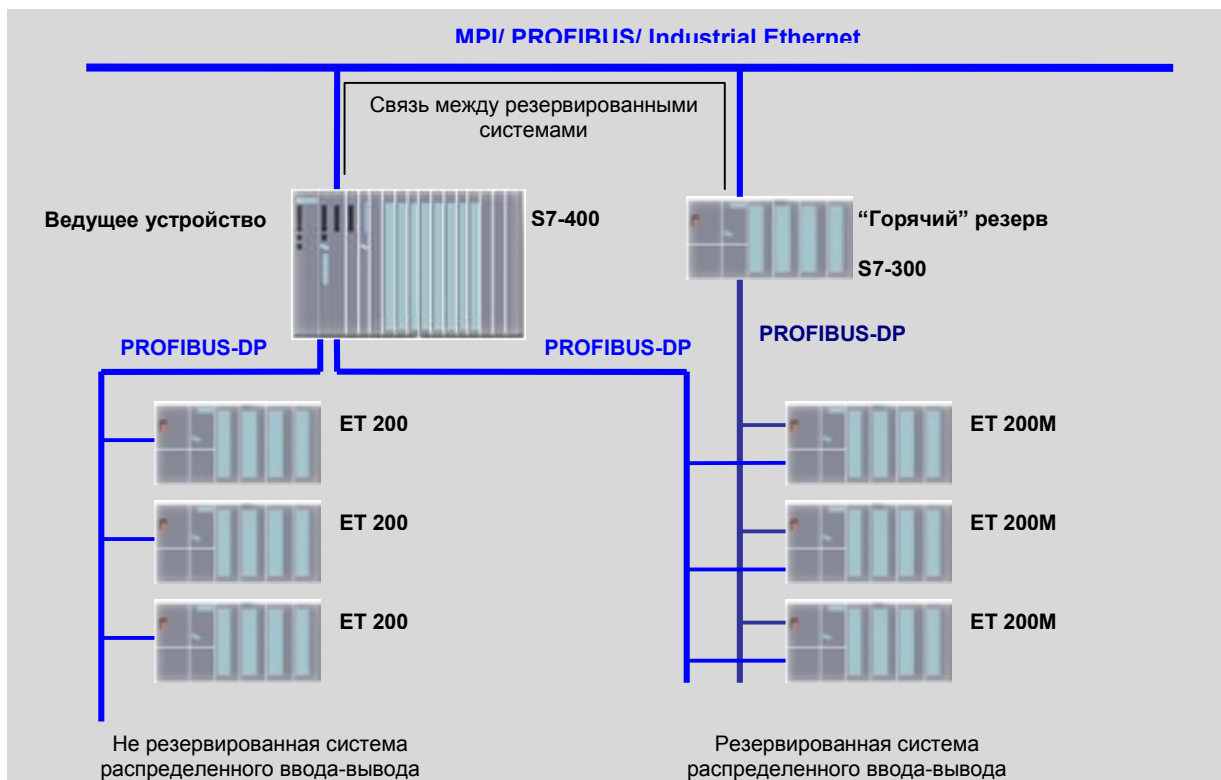 MPI/ PROFIBUS/ Industrial Ethernet
Связь между резервированными
системами
Ведущее устройство
S7-400
“Горячий” резерв
S7-300
PROFIBUS-DP
PROFIBUS-DP
PROFIBUS-DP
ET 200
ET 200M
ET 200
ET 200M
ET 200
ET 200M
Не резервированная система
распределенного ввода-вывода
Резервированная система
распределенного ввода-вывода